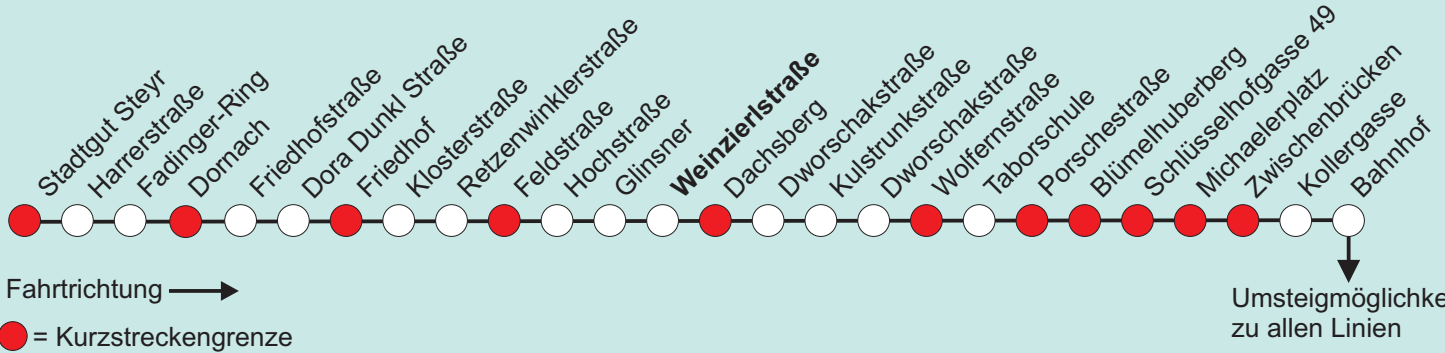 Stadtgut Steyr
Harrerstraße
Fadinger-Ring
Dornach
Friedhofstraße
Dora Dunkl Straße
Friedhof
Klosterstraße
Retzenwinklerstraße
Feldstraße
Hochstraße
Glinsner
Weinzierlstraße
Dachsberg
Dworschakstraße
Kulstrunkstraße
Dworschakstraße
Wolfernstraße
Taborschule
Porschestraße
Blümelhuberberg
Schlüsselhofgasse 49
Michaelerplatz
Zwischenbrücken
Kollergasse
Bahnhof
Fahrtrichtung
= Kurzstreckengrenze
Umsteigmöglichke
zu allen Linien